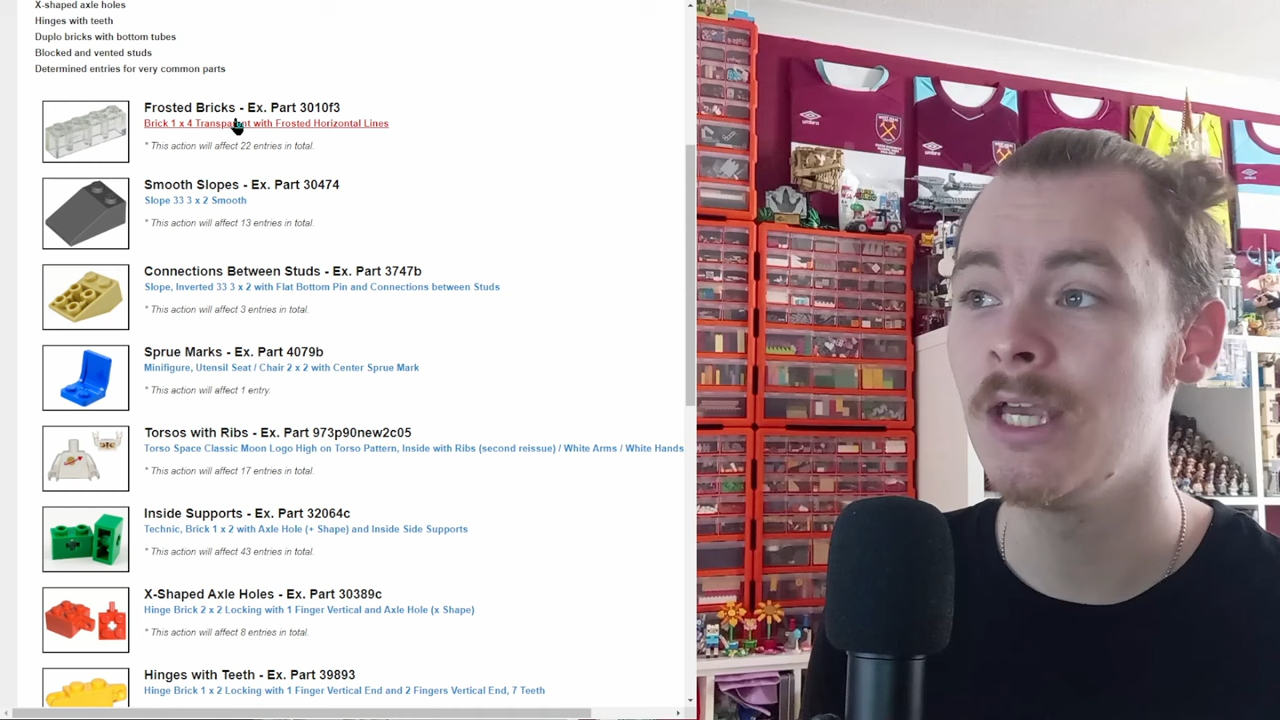 X-shaped axle holes
Hinges with teeth
Duplo bricks with bottom tubes
Blocked and vented studs
Determined entries for very common parts
Frosted Bricks - Ex. Part 3010f3
Brick 1 x 4 Transparent with Frosted Horizontal Lines
* This action will affect 22 entries in total.
Smooth Slopes - Ex. Part 30474
Slope 33 3 x 2 Smooth
* This action will affect 13 entries in total.
Connections Between Studs - Ex. Part 3747b
Slope, Inverted 33 3 x 2 with Flat Bottom Pin and Connections between Studs
* This action will affect 3 entries in total.
Sprue Marks - Ex. Part 4079b
Minifigure, Utensil Seat / Chair 2 x 2 with Center Sprue Mark
* This action will affect 1 entry.
Torsos with Ribs - Ex. Part 973p90new2c05
Torso Space Classic Moon Logo High on Torso Pattern, Inside with Ribs (second reissue) / White Arms / White Hands
* This action will affect 17 entries in total.
Inside Supports - Ex. Part 32064c
Technic, Brick 1 x 2 with Axle Hole (+ Shape) and Inside Side Supports
* This action will affect 43 entries in total.
X-Shaped Axle Holes - Ex. Part 30389c
Hinge Brick 2 x 2 Locking with 1 Finger Vertical and Axle Hole (x Shape)
* This action will affect 8 entries in total.
Hinges with Teeth - Ex. Part 39893
Hinge Brick 1 x 2 Locking with 1 Finger Vertical End and 2 Fingers Vertical End, 7 Teeth
umbro
umbro